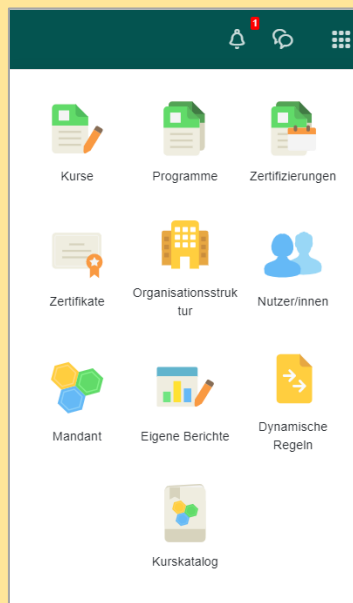 1
Kurse
Programme
Zertifizierungen
Zertifikate
Organisationsstruk
tur
Nutzer/innen
Mandant
Eigene Berichte
Dynamische
Regeln
Kurskatalog